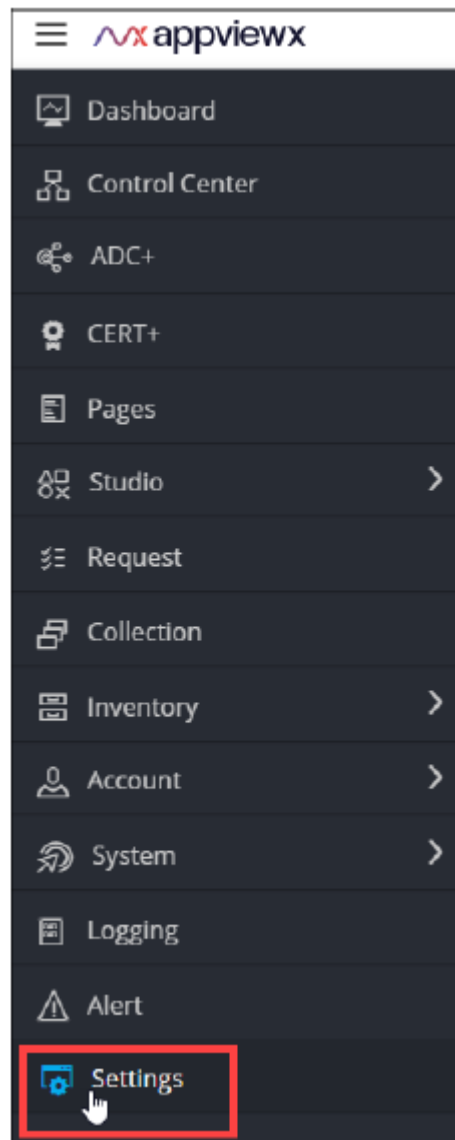 appviewx
Dashboard
Control Center
ADC+
CERT+
Pages
Studio
Request
Collection
Inventory
Account
System
Logging
Alert
Settings